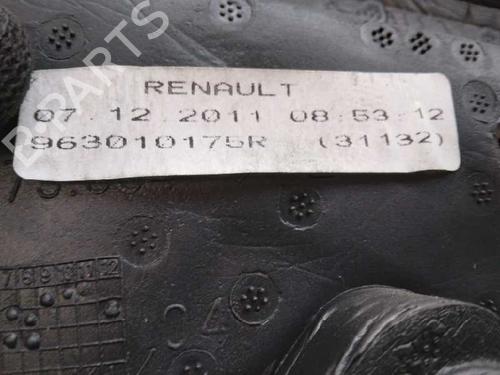 B-PARTS
RENAULT
07.12.2011 08:53:12
963010175R (31132)